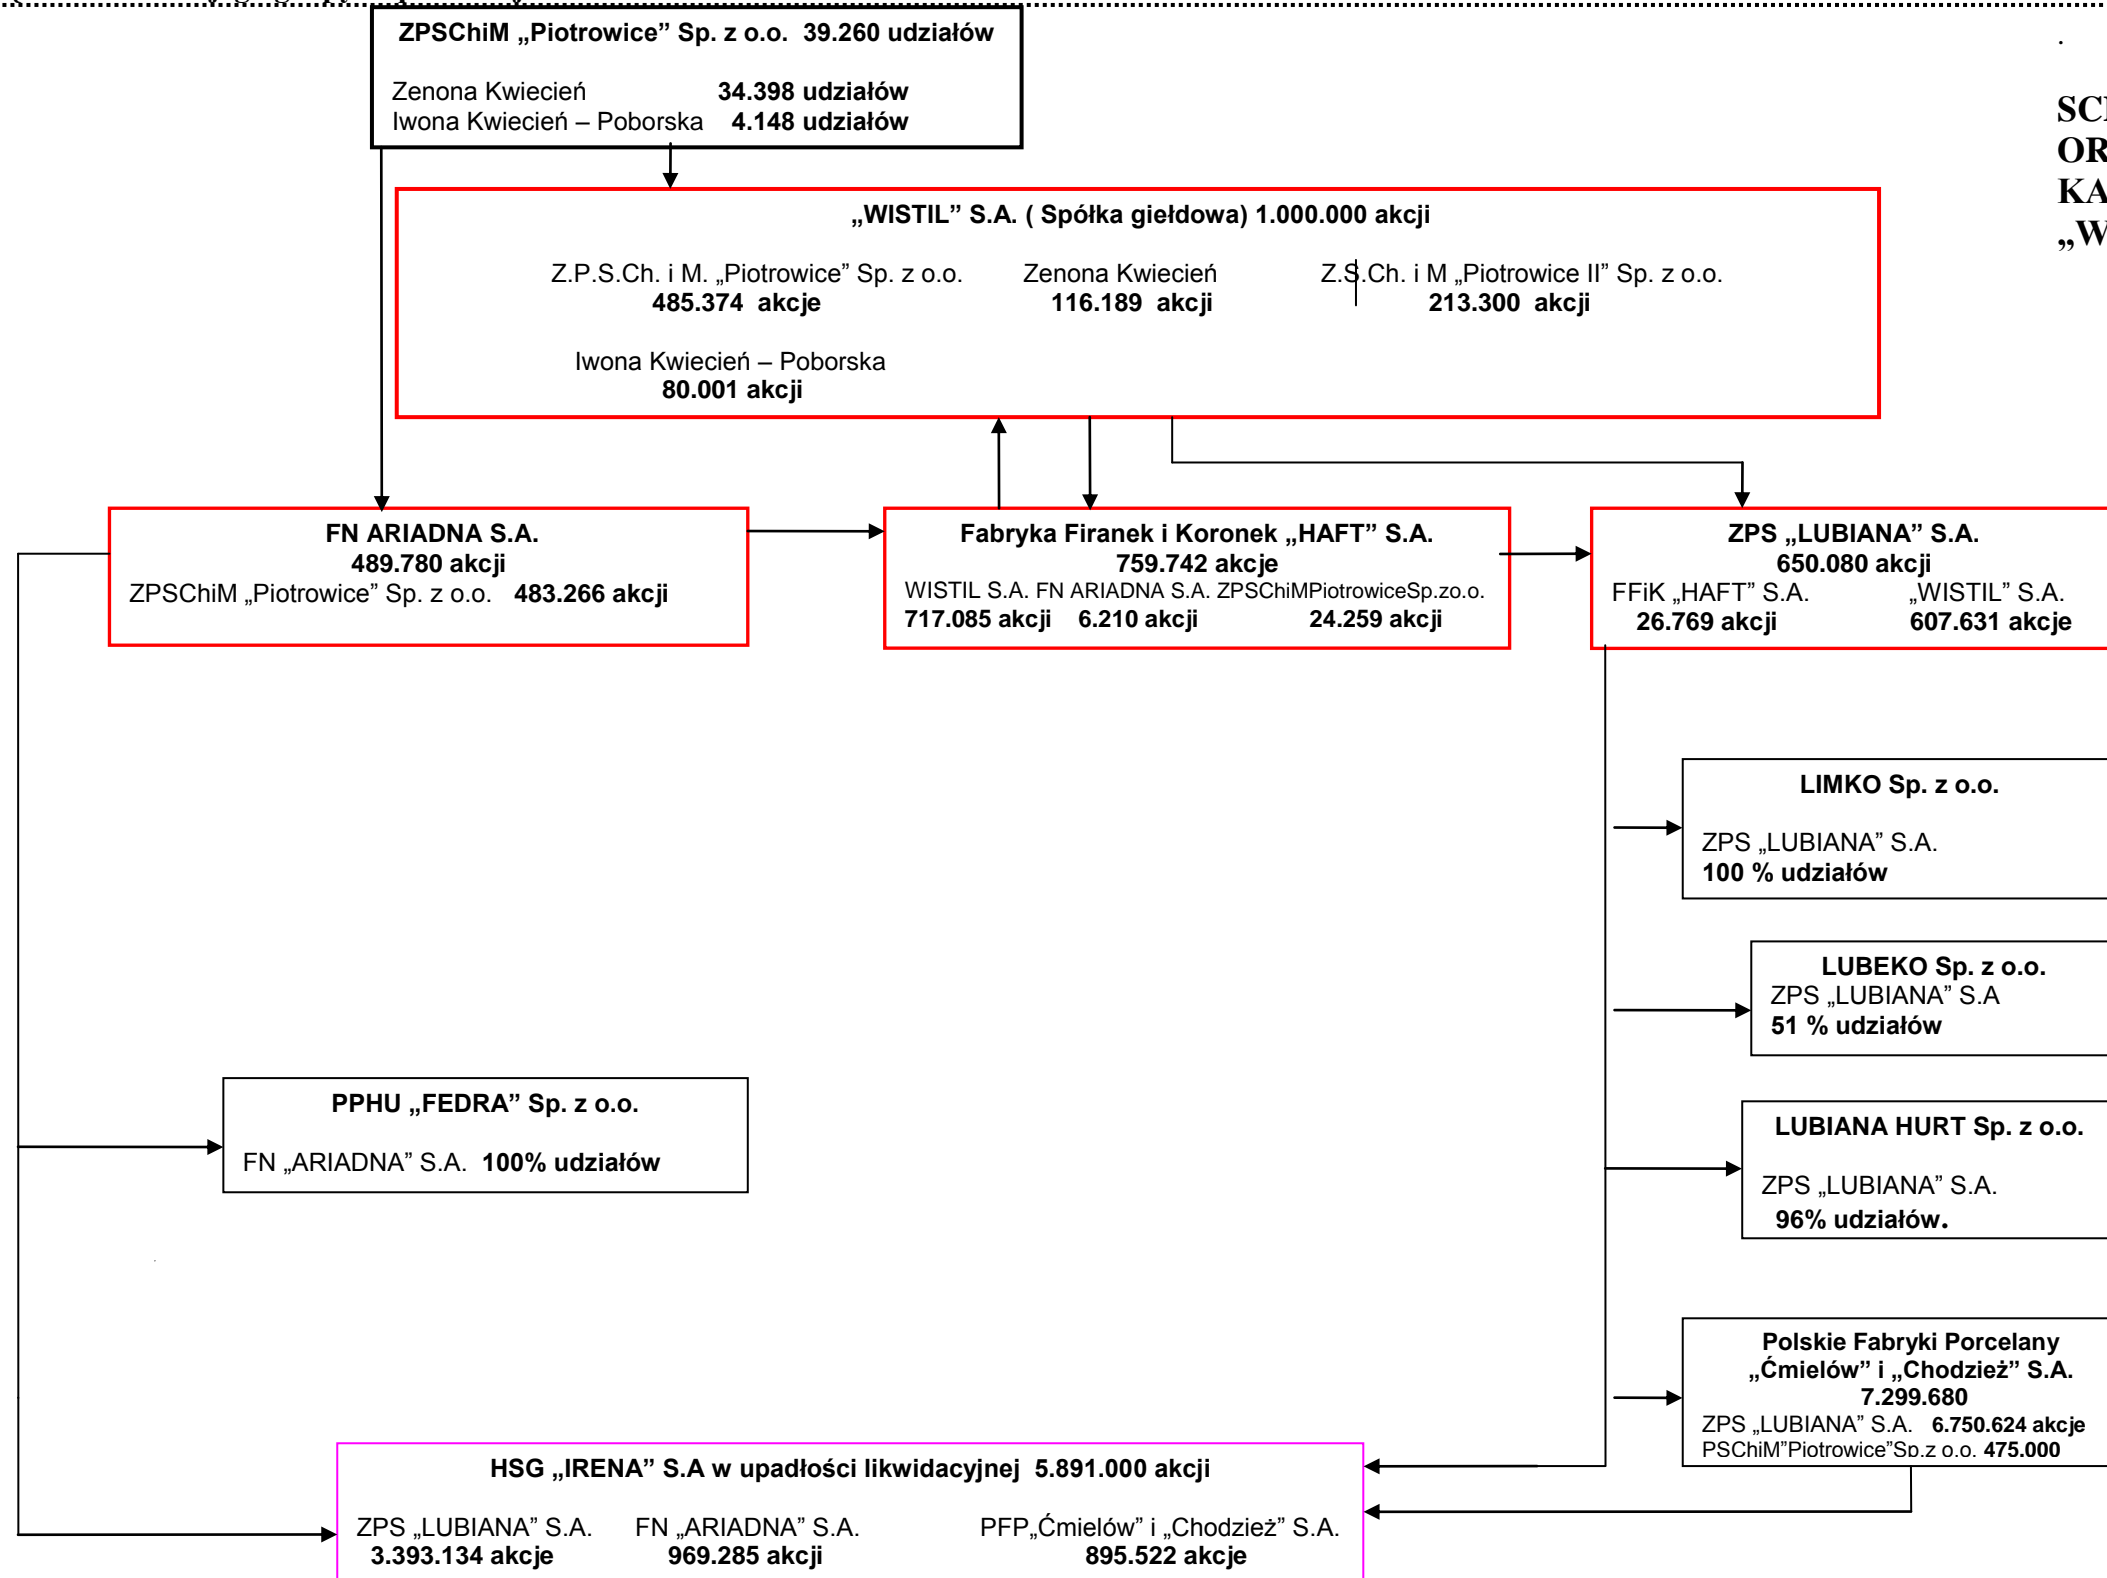 ZPSChiM „Piotrowice” Sp. z o.o. 39.260 udziałów
Zenona Kwiecień 34.398 udziałów
Iwona Kwiecień – Poborska 4.148 udziałów
.
SC
OR
KA
„W
„WISTIL” S.A. ( Spółka giełdowa) 1.000.000 akcji
Z.P.S.Ch. i M. „Piotrowice” Sp. z o.o. Zenona Kwiecień Z.S.Ch. i M „Piotrowice II” Sp. z o.o.
485.374 akcje 116.189 akcji 213.300 akcji
Iwona Kwiecień – Poborska
80.001 akcji
FN ARIADNA S.A.
489.780 akcji
ZPSChiM „Piotrowice” Sp. z o.o. 483.266 akcji
Fabryka Firanek i Koronek „HAFT” S.A.
759.742 akcje
WISTIL S.A. FN ARIADNA S.A. ZPSChiMPiotrowiceSp.zo.o.
717.085 akcji 6.210 akcji 24.259 akcji
ZPS „LUBIANA” S.A.
650.080 akcji
FFiK „HAFT” S.A. „WISTIL” S.A.
26.769 akcji 607.631 akcje
LIMKO Sp. z o.o.
ZPS „LUBIANA” S.A.
100 % udziałów
LUBEKO Sp. z o.o.
ZPS „LUBIANA” S.A
51 % udziałów
PPHU „FEDRA” Sp. z o.o.
FN „ARIADNA” S.A. 100% udziałów
LUBIANA HURT Sp. z o.o.
ZPS „LUBIANA” S.A.
96% udziałów.
Polskie Fabryki Porcelany
„Ćmielów” i „Chodzież” S.A.
7.299.680
ZPS „LUBIANA” S.A. 6.750.624 akcje
PSChiM”Piotrowice”Sp.z o.o. 475.000
HSG „IRENA” S.A w upadłości likwidacyjnej 5.891.000 akcji
ZPS „LUBIANA” S.A. FN „ARIADNA” S.A. PFP„Ćmielów” i „Chodzież” S.A.
3.393.134 akcje 969.285 akcji 895.522 akcje